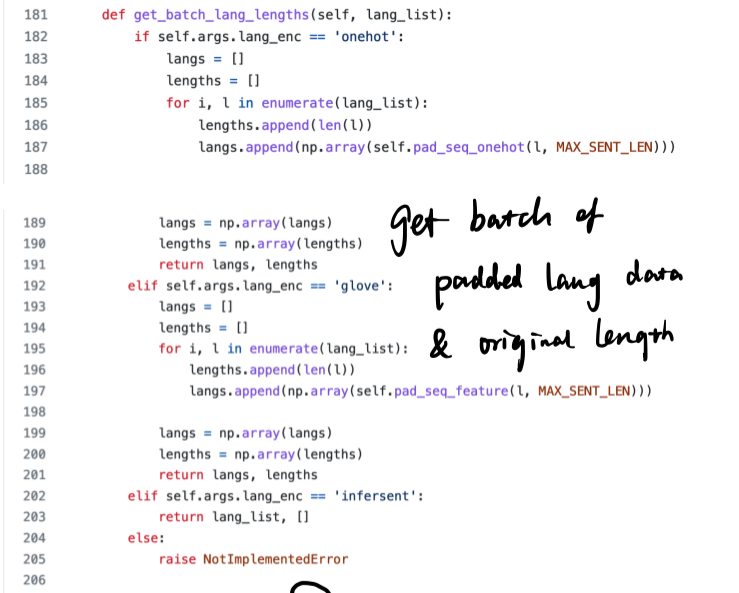 181 def get_batch_lang_lengths(self, lang_list):
182 if self.args.lang_enc == 'onehot':
183 langs = []
184 lengths = []
185 for i, l in enumerate(lang_list):
186 lengths.append(len(l))
187 langs.append(np.array(self.pad_seq_onehot(l, MAX_SENT_LEN)))
188
189 langs = np.array(langs)
190 lengths = np.array(lengths)
191 return langs, lengths
192 elif self.args.lang_enc == 'glove':
193 langs = []
194 lengths = []
195 for i, l in enumerate(lang_list):
196 lengths.append(len(l))
197 langs.append(np.array(self.pad_seq_feature(l, MAX_SENT_LEN)))
198
199 langs = np.array(langs)
200 lengths = np.array(lengths)
201 return langs, lengths
202 elif self.args.lang_enc == 'infersent':
203 return lang_list, []
204 else:
205 raise NotImplementedError
206
get batch of
padded lang data
& original length